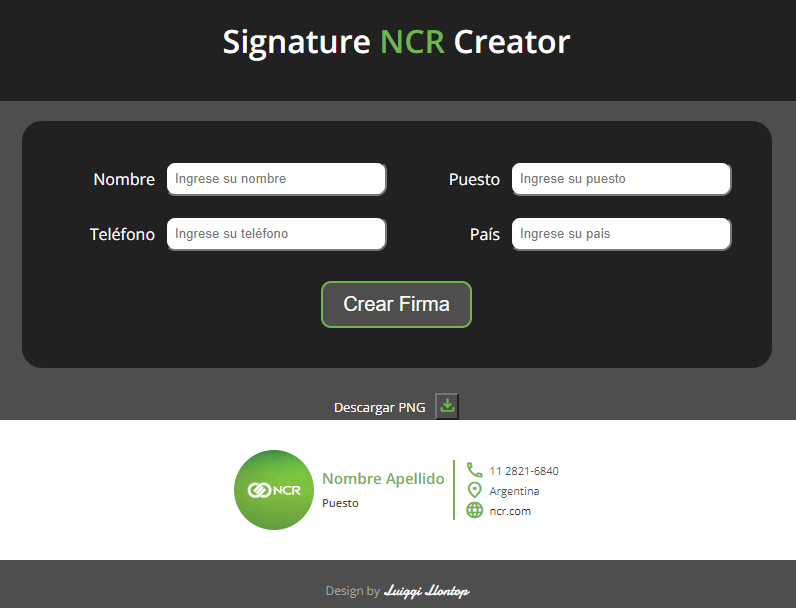 Signature NCR Creator
Nombre Ingrese su nombre Puesto Ingrese su puesto
Teléfono Ingrese su teléfono País Ingrese su pais
Crear Firma
Descargar PNG
NCR
Nombre Apellido
Puesto
11 2821-6840
Argentina
ncr.com
Design by Luiggi Llontop